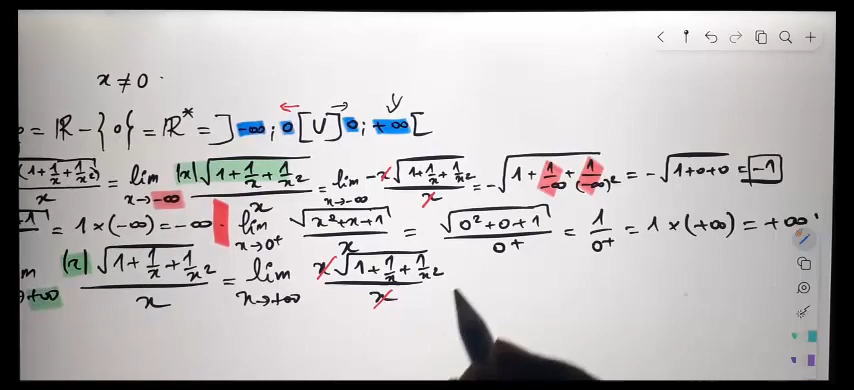 x ≠ 0 .
= IR - {0} = IR* = ]-∞ ; 0[ U ]0 ; +∞[
√(1 + 1/x + 1/x²) / x = lim x→-∞ |x|√(1 + 1/x + 1/x²) / x = lim x→-∞ -x√(1 + 1/x + 1/x²) / x = -√(1 + 1/-∞ + 1/(-∞)²) = -√(1+0+0) = -1
= 1 × (-∞) = -∞ · lim x→0⁺ √(x²+x+1) / x = √(0²+0+1) / 0⁺ = 1/0⁺ = 1 × (+∞) = +∞
→+∞ |x|√(1 + 1/x + 1/x²) / x = lim x→+∞ x√(1 + 1/x + 1/x²) / x